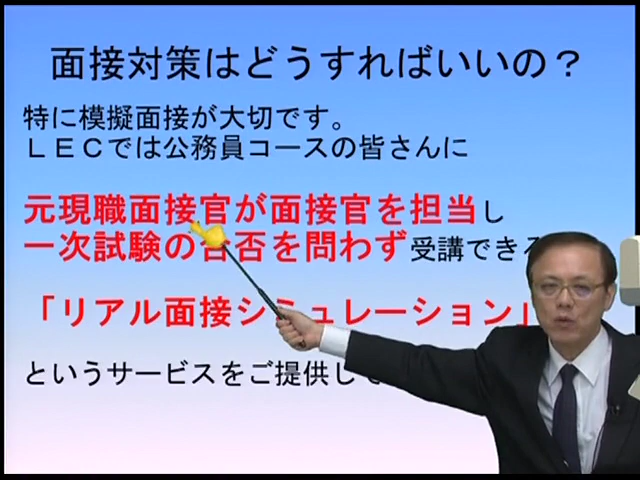 面接対策はどうすればいいの?
特に模擬面接が大切です。
LECでは公務員コースの皆さんに
元現職面接官が面接官を担当し
一次試験の合否を問わず 受講できる
「リアル面接シミュレーション」
というサービスをご提供して